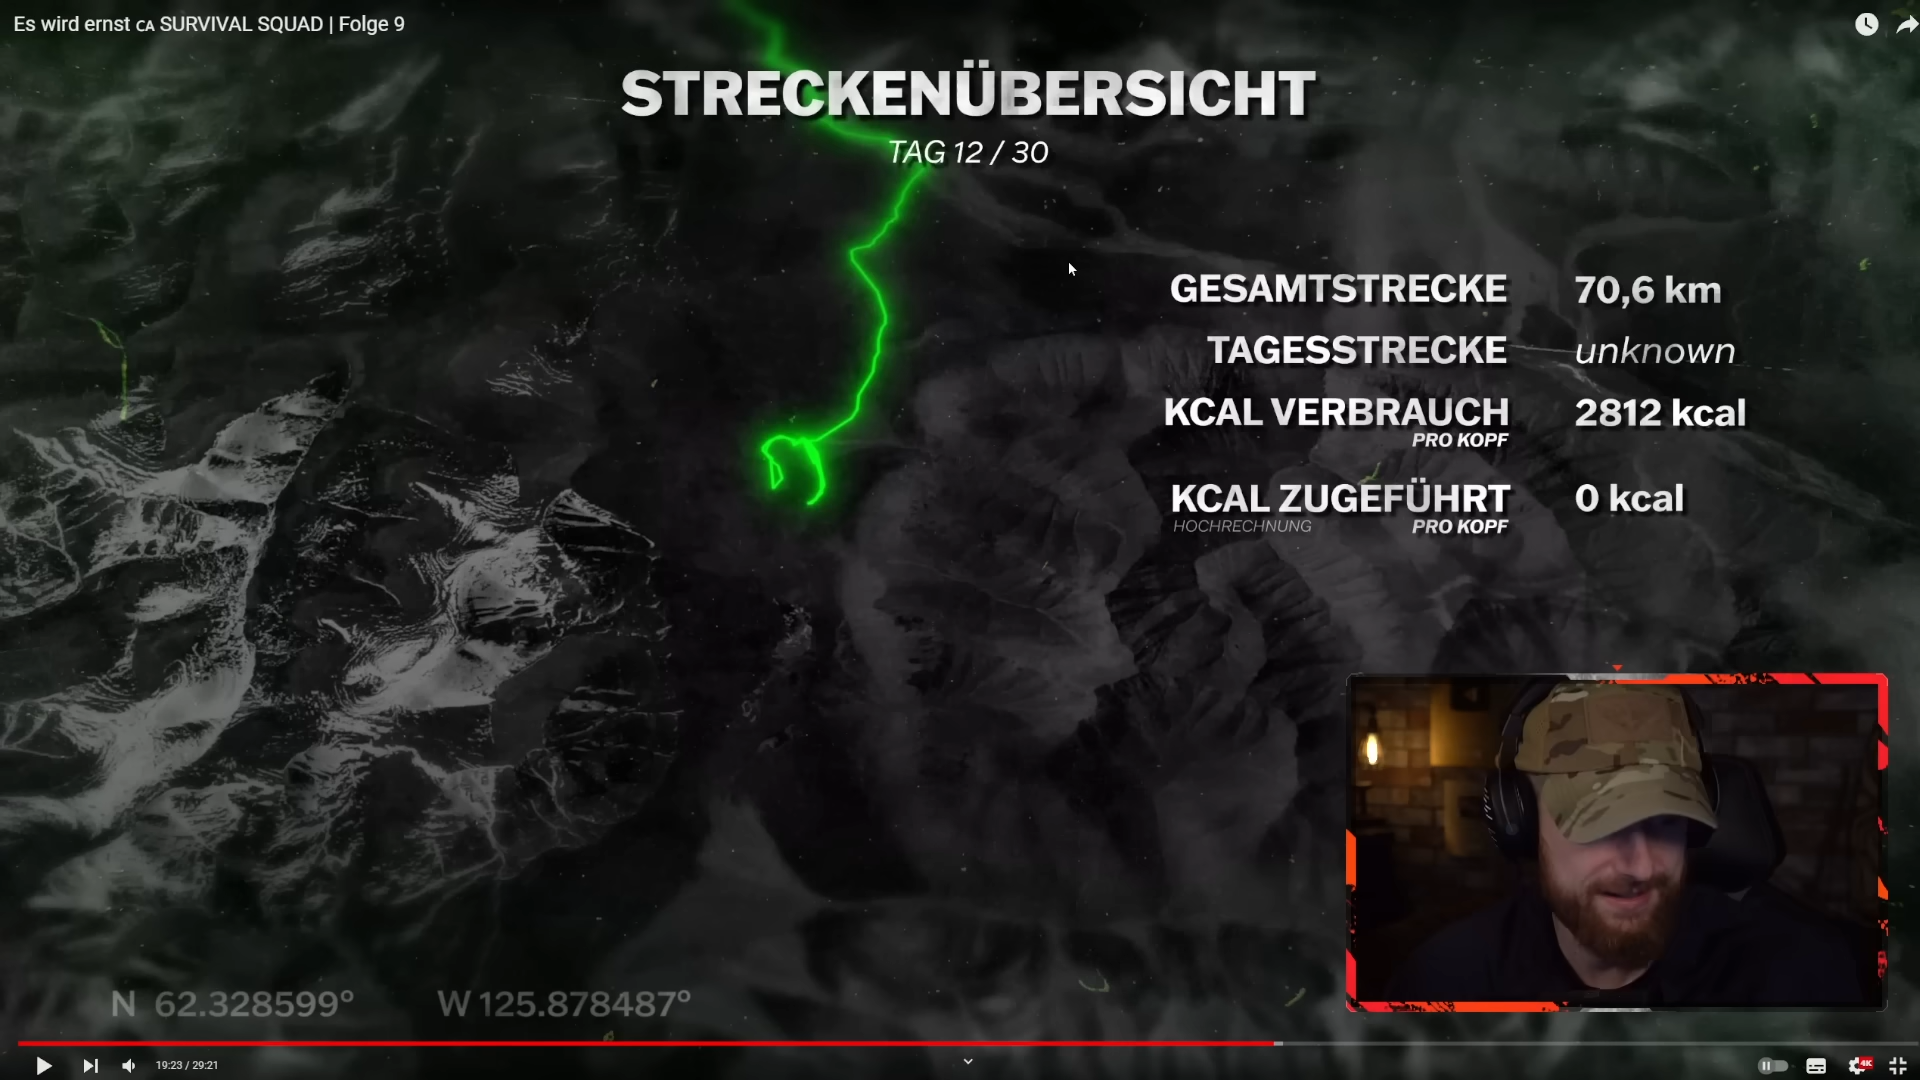 Es wird ernst ᴄᴀ SURVIVAL SQUAD | Folge 9
STRECKENÜBERSICHT
TAG 12 / 30
GESAMTSTRECKE 70,6 km
TAGESSTRECKE unknown
KCAL VERBRAUCH 2812 kcal
PRO KOPF
KCAL ZUGEFÜHRT 0 kcal
HOCHRECHNUNG PRO KOPF
N 62.328599° W 125.878487°
19:23 / 29:21
4K